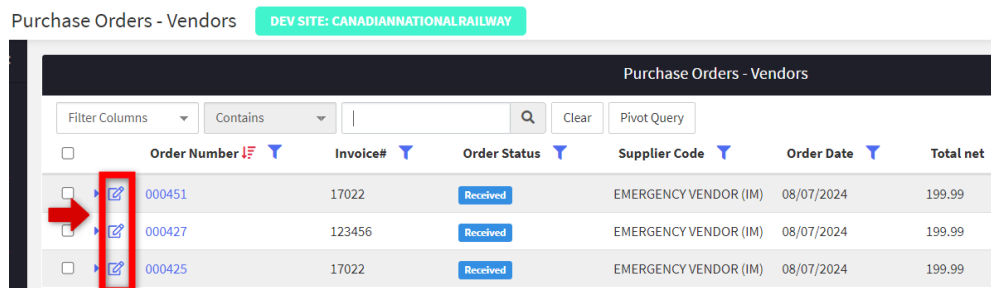 Purchase Orders - Vendors DEV SITE: CANADIANNATIONALRAILWAY
Purchase Orders - Vendors
Filter Columns Contains Clear Pivot Query
Order Number Invoice# Order Status Supplier Code Order Date Total net
000451 17022 Received EMERGENCY VENDOR (IM) 08/07/2024 199.99
000427 123456 Received EMERGENCY VENDOR (IM) 08/07/2024 199.99
000425 17022 Received EMERGENCY VENDOR (IM) 08/07/2024 199.99